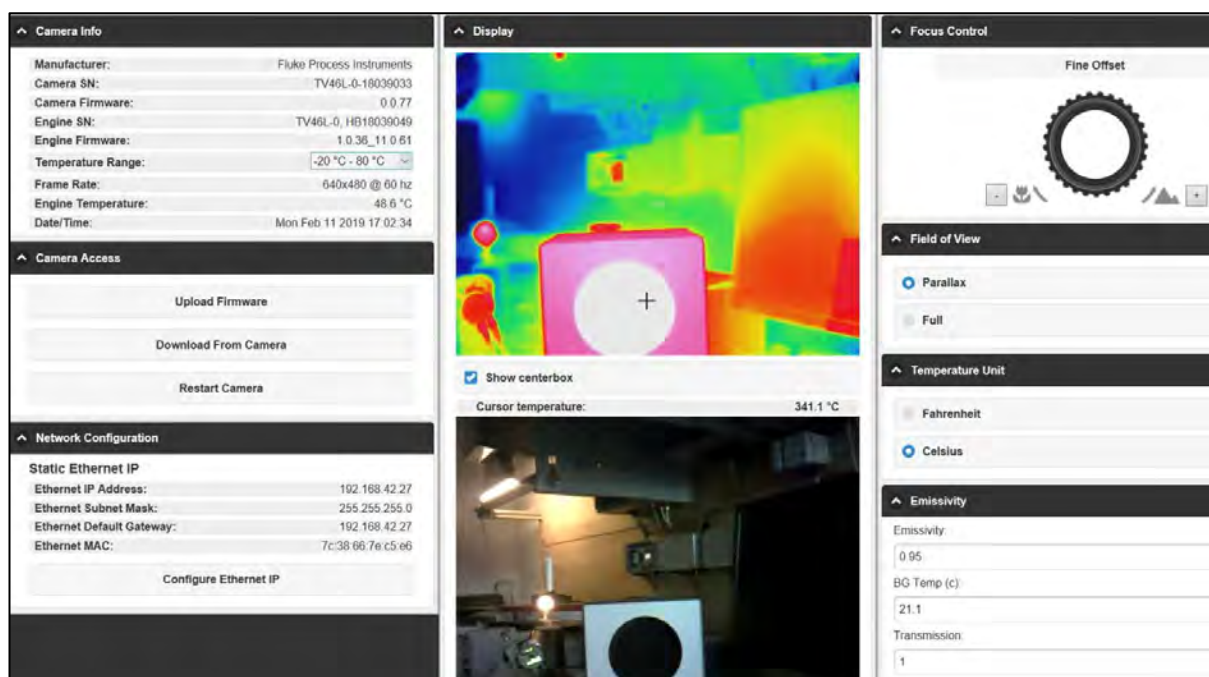 Camera Info
Manufacturer: Fluke Process Instruments
Camera SN: TV46L-0-18039033
Camera Firmware: 0.0.77
Engine SN: TV46L-0, HB18039049
Engine Firmware: 1.0.36_11.0.61
Temperature Range: -20 °C - 80 °C
Frame Rate: 640x480 @ 60 hz
Engine Temperature: 48.6 °C
Date/Time: Mon Feb 11 2019 17:02:34
Camera Access
Upload Firmware
Download From Camera
Restart Camera
Network Configuration
Static Ethernet IP
Ethernet IP Address: 192.168.42.27
Ethernet Subnet Mask: 255.255.255.0
Ethernet Default Gateway: 192.168.42.27
Ethernet MAC: 7c:38:66:7e:c5:e6
Configure Ethernet IP
Display
Show centerbox
Cursor temperature: 341.1 °C
Focus Control
Fine Offset
-
+
Field of View
Parallax
Full
Temperature Unit
Fahrenheit
Celsius
Emissivity
Emissivity:
0.95
BG Temp (c):
21.1
Transmission:
1